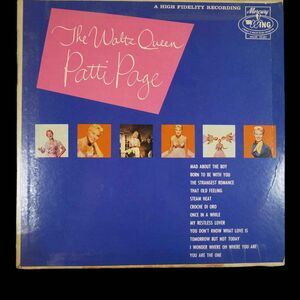 A HIGH FIDELITY RECORDING
Mercury
WING
The Waltz Queen
Patti Page
MAD ABOUT THE BOY
BORN TO BE WITH YOU
THE STRANGEST ROMANCE
THAT OLD FEELING
STEAM HEAT
CROCHE DI ORO
ONCE IN A WHILE
MY RESTLESS LOVER
YOU DON'T KNOW WHAT LOVE IS
TOMORROW BUT NOT TODAY
I WONDER WHERE OH WHERE YOU ARE
YOU ARE THE ONE